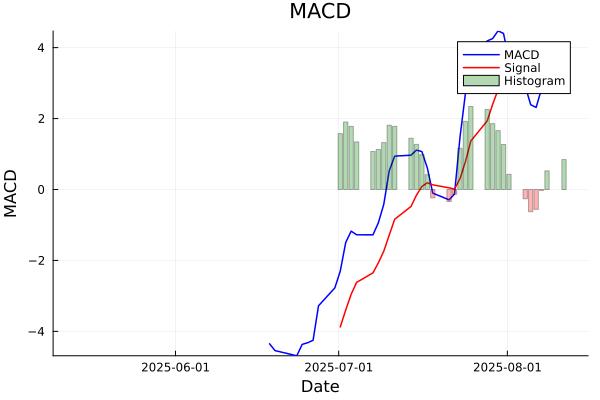 MACD
MACD
Signal
Histogram
4
2
0
−2
−4
MACD
2025-06-01
2025-07-01
2025-08-01
Date